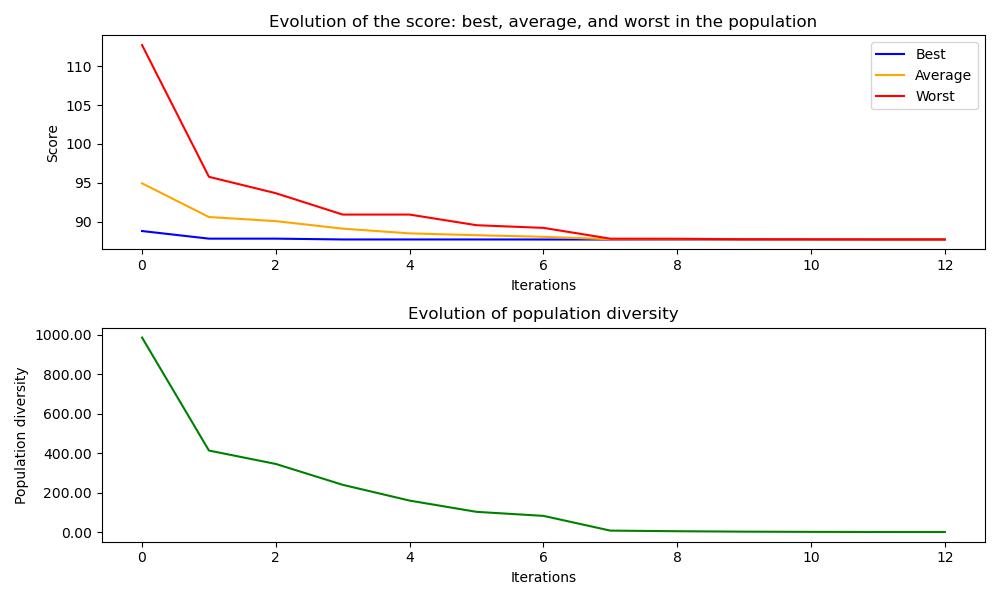 Evolution of the score: best, average, and worst in the population
110
105
100
95
90
Score
Best
Average
Worst
0 2 4 6 8 10 12
Iterations
Evolution of population diversity
1000.00
800.00
600.00
400.00
200.00
0.00
Population diversity
0 2 4 6 8 10 12
Iterations